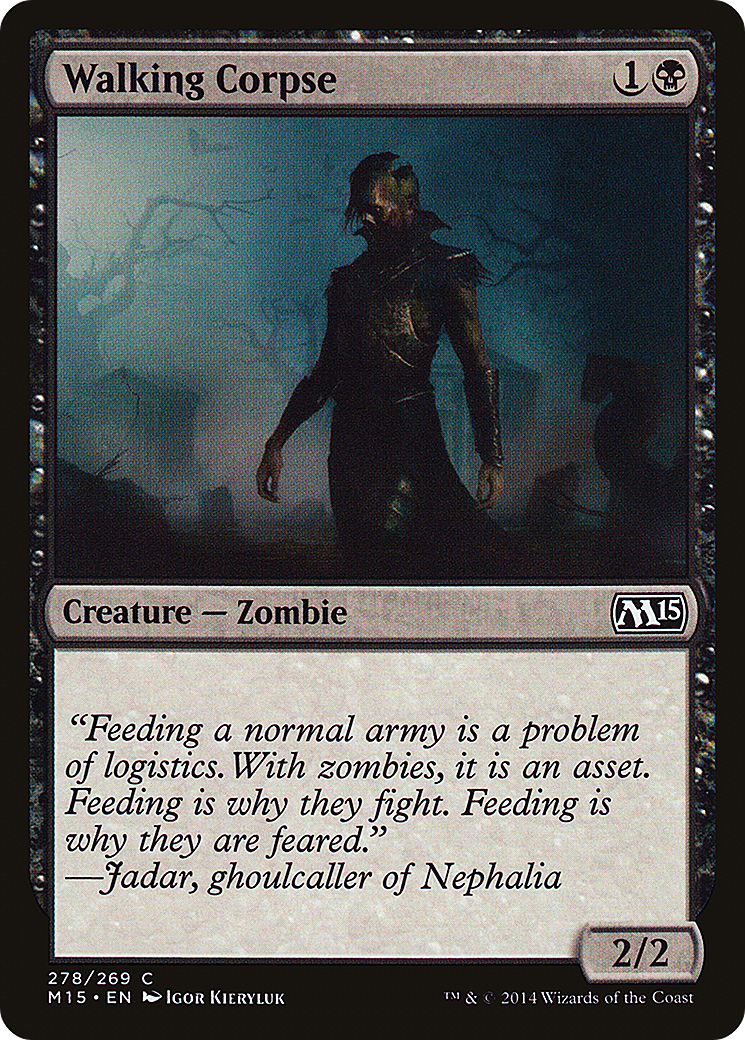 Walking Corpse 1
Creature — Zombie M15
“Feeding a normal army is a problem
of logistics. With zombies, it is an asset.
Feeding is why they fight. Feeding is
why they are feared.”
—Jadar, ghoulcaller of Nephalia
2/2
278/269 C
M15 • EN Igor Kieryluk ™ & © 2014 Wizards of the Coast